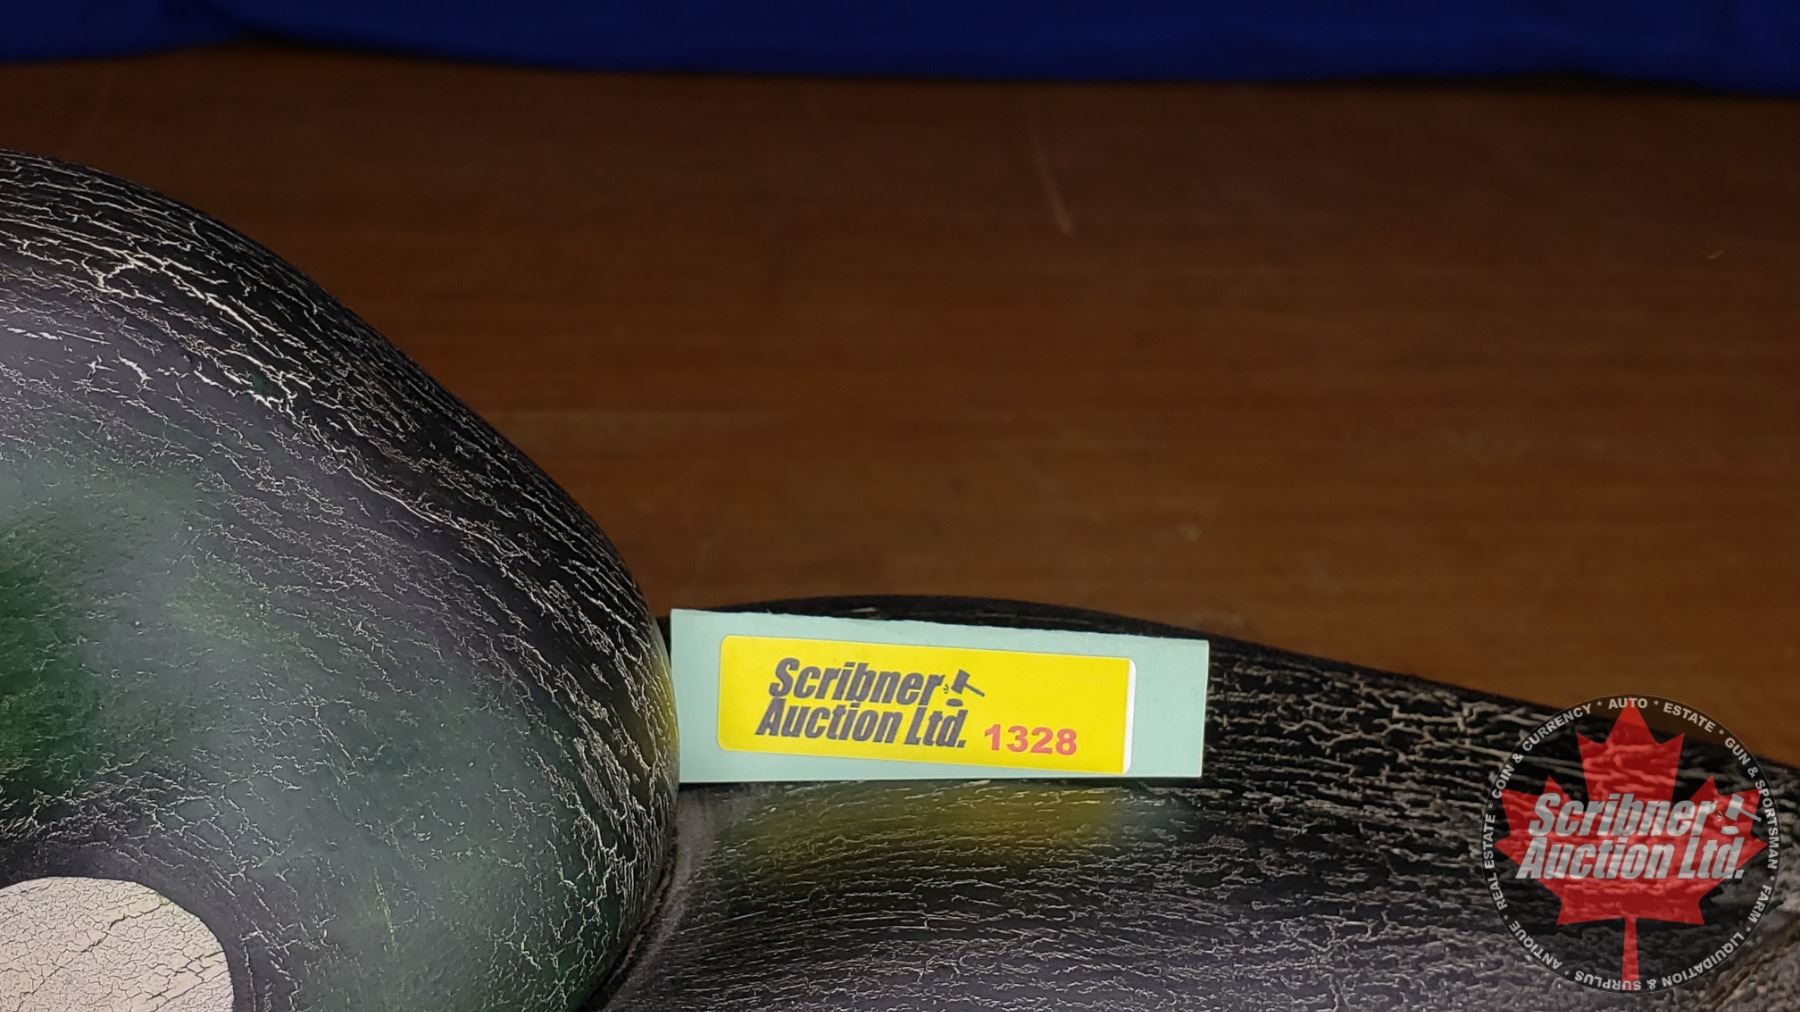 Scribner
Auction Ltd. 1328
COIN & CURRENCY * AUTO * ESTATE * GUN & SPORTSMAN * FARM * LIQUIDATION & SURPLUS * ANTIQUE * REAL ESTATE *
Scribner
Auction Ltd.